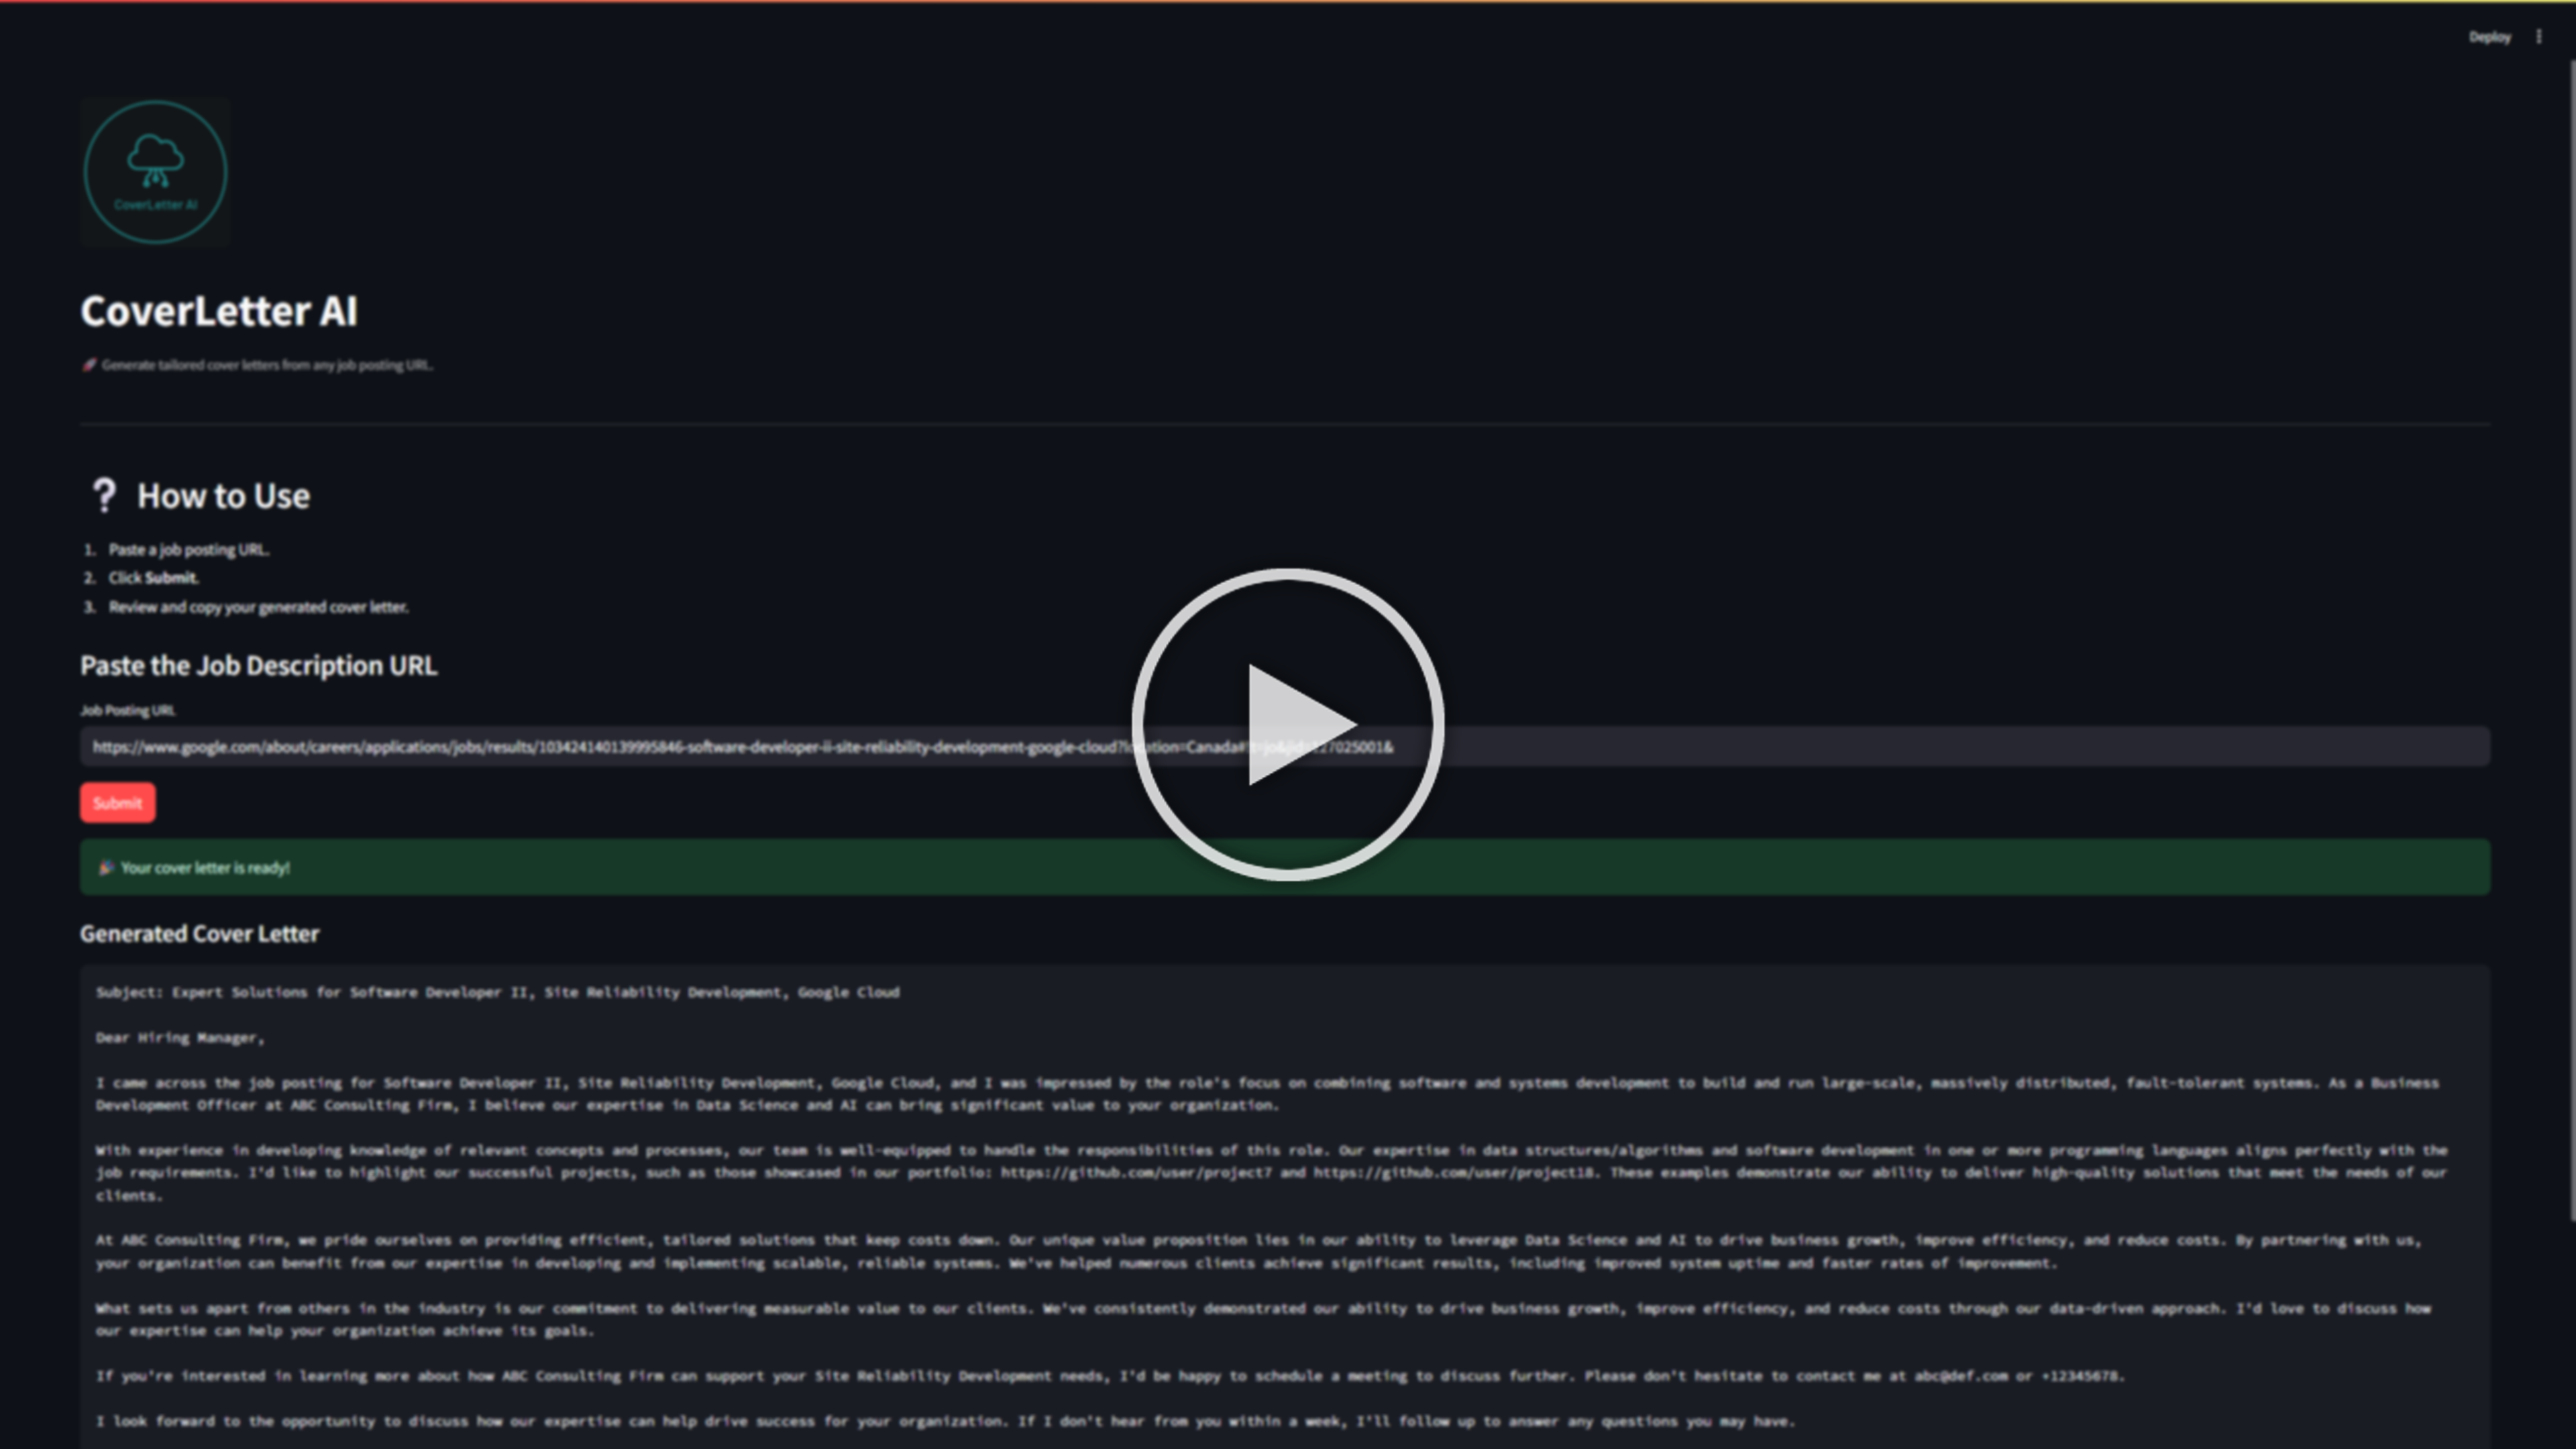 Deploy
CoverLetter AI
CoverLetter AI
🚀 Generate tailored cover letters from any job posting URL.
❔ How to Use
1. Paste a job posting URL.
2. Click Submit.
3. Review and copy your generated cover letter.
Paste the Job Description URL
Job Posting URL
https://www.google.com/about/careers/applications/jobs/results/103424140139995846-software-developer-ii-site-reliability-development-google-cloud?location=Canada#
Submit
🎉 Your cover letter is ready!
Generated Cover Letter
Subject: Expert Solutions for Software Developer II, Site Reliability Development, Google Cloud
Dear Hiring Manager,
I came across the job posting for Software Developer II, Site Reliability Development, Google Cloud, and I was impressed by the role's focus on combining software and systems development to build and run large-scale, massively distributed, fault-tolerant systems. As a Business
Development Officer at ABC Consulting Firm, I believe our expertise in Data Science and AI can bring significant value to your organization.
With experience in developing knowledge of relevant concepts and processes, our team is well-equipped to handle the responsibilities of this role. Our expertise in data structures/algorithms and software development in one or more programming languages aligns perfectly with the
job requirements. I'd like to highlight our successful projects, such as those showcased in our portfolio: https://github.com/user/project7 and https://github.com/user/project18. These examples demonstrate our ability to deliver high-quality solutions that meet the needs of our
clients.
At ABC Consulting Firm, we pride ourselves on providing efficient, tailored solutions that keep costs down. Our unique value proposition lies in our ability to leverage Data Science and AI to drive business growth, improve efficiency, and reduce costs. By partnering with us,
your organization can benefit from our expertise in developing and implementing scalable, reliable systems. We've helped numerous clients achieve significant results, including improved system uptime and faster rates of improvement.
What sets us apart from others in the industry is our commitment to delivering measurable value to our clients. We've consistently demonstrated our ability to drive business growth, improve efficiency, and reduce costs through our data-driven approach. I'd love to discuss how
our expertise can help your organization achieve its goals.
If you're interested in learning more about how ABC Consulting Firm can support your Site Reliability Development needs, I'd be happy to schedule a meeting to discuss further. Please don't hesitate to contact me at abc@def.com or +12345678.
I look forward to the opportunity to discuss how our expertise can help drive success for your organization. If I don't hear from you within a week, I'll follow up to answer any questions you may have.